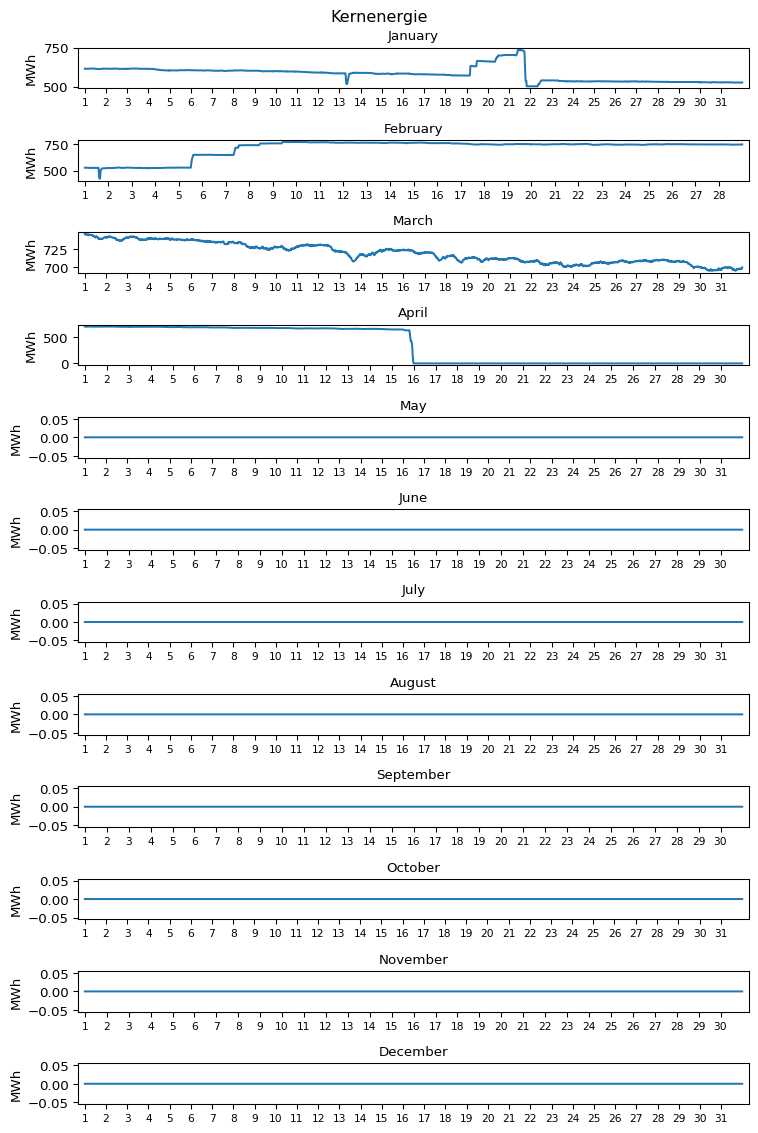 Kernenergie
January
MWh
750
500
1 2 3 4 5 6 7 8 9 10 11 12 13 14 15 16 17 18 19 20 21 22 23 24 25 26 27 28 29 30 31
February
MWh
750
500
1 2 3 4 5 6 7 8 9 10 11 12 13 14 15 16 17 18 19 20 21 22 23 24 25 26 27 28
March
MWh
725
700
1 2 3 4 5 6 7 8 9 10 11 12 13 14 15 16 17 18 19 20 21 22 23 24 25 26 27 28 29 30 31
April
MWh
500
0
1 2 3 4 5 6 7 8 9 10 11 12 13 14 15 16 17 18 19 20 21 22 23 24 25 26 27 28 29 30
May
MWh
0.05
0.00
−0.05
1 2 3 4 5 6 7 8 9 10 11 12 13 14 15 16 17 18 19 20 21 22 23 24 25 26 27 28 29 30 31
June
MWh
0.05
0.00
−0.05
1 2 3 4 5 6 7 8 9 10 11 12 13 14 15 16 17 18 19 20 21 22 23 24 25 26 27 28 29 30
July
MWh
0.05
0.00
−0.05
1 2 3 4 5 6 7 8 9 10 11 12 13 14 15 16 17 18 19 20 21 22 23 24 25 26 27 28 29 30 31
August
MWh
0.05
0.00
−0.05
1 2 3 4 5 6 7 8 9 10 11 12 13 14 15 16 17 18 19 20 21 22 23 24 25 26 27 28 29 30 31
September
MWh
0.05
0.00
−0.05
1 2 3 4 5 6 7 8 9 10 11 12 13 14 15 16 17 18 19 20 21 22 23 24 25 26 27 28 29 30
October
MWh
0.05
0.00
−0.05
1 2 3 4 5 6 7 8 9 10 11 12 13 14 15 16 17 18 19 20 21 22 23 24 25 26 27 28 29 30 31
November
MWh
0.05
0.00
−0.05
1 2 3 4 5 6 7 8 9 10 11 12 13 14 15 16 17 18 19 20 21 22 23 24 25 26 27 28 29 30
December
MWh
0.05
0.00
−0.05
1 2 3 4 5 6 7 8 9 10 11 12 13 14 15 16 17 18 19 20 21 22 23 24 25 26 27 28 29 30 31